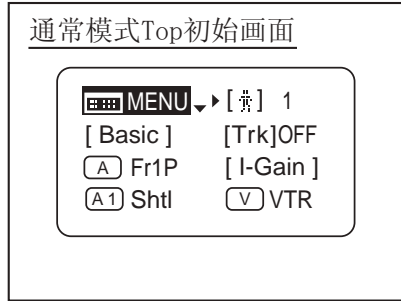 通常模式Top初始画面
MENU [ ] 1
[ Basic ] [Trk]OFF
A Fr1P [ I-Gain ]
A1 Shtl V VTR